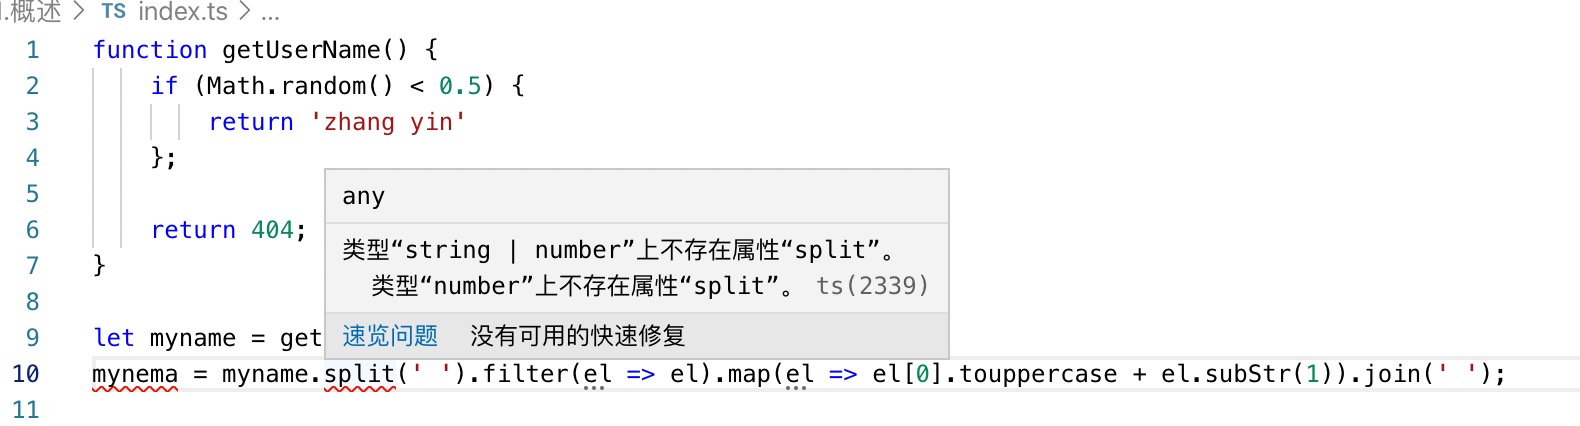 .概述 > TS index.ts > ...
1 function getUserName() {
2 if (Math.random() < 0.5) {
3 return 'zhang yin'
4 };
5
6 return 404;
7 }
8
9 let myname = get
10 mynema = myname.split(' ').filter(el => el).map(el => el[0].touppercase + el.subStr(1)).join(' ');
11
any
类型“string | number”上不存在属性“split”。
类型“number”上不存在属性“split”。 ts(2339)
速览问题 没有可用的快速修复